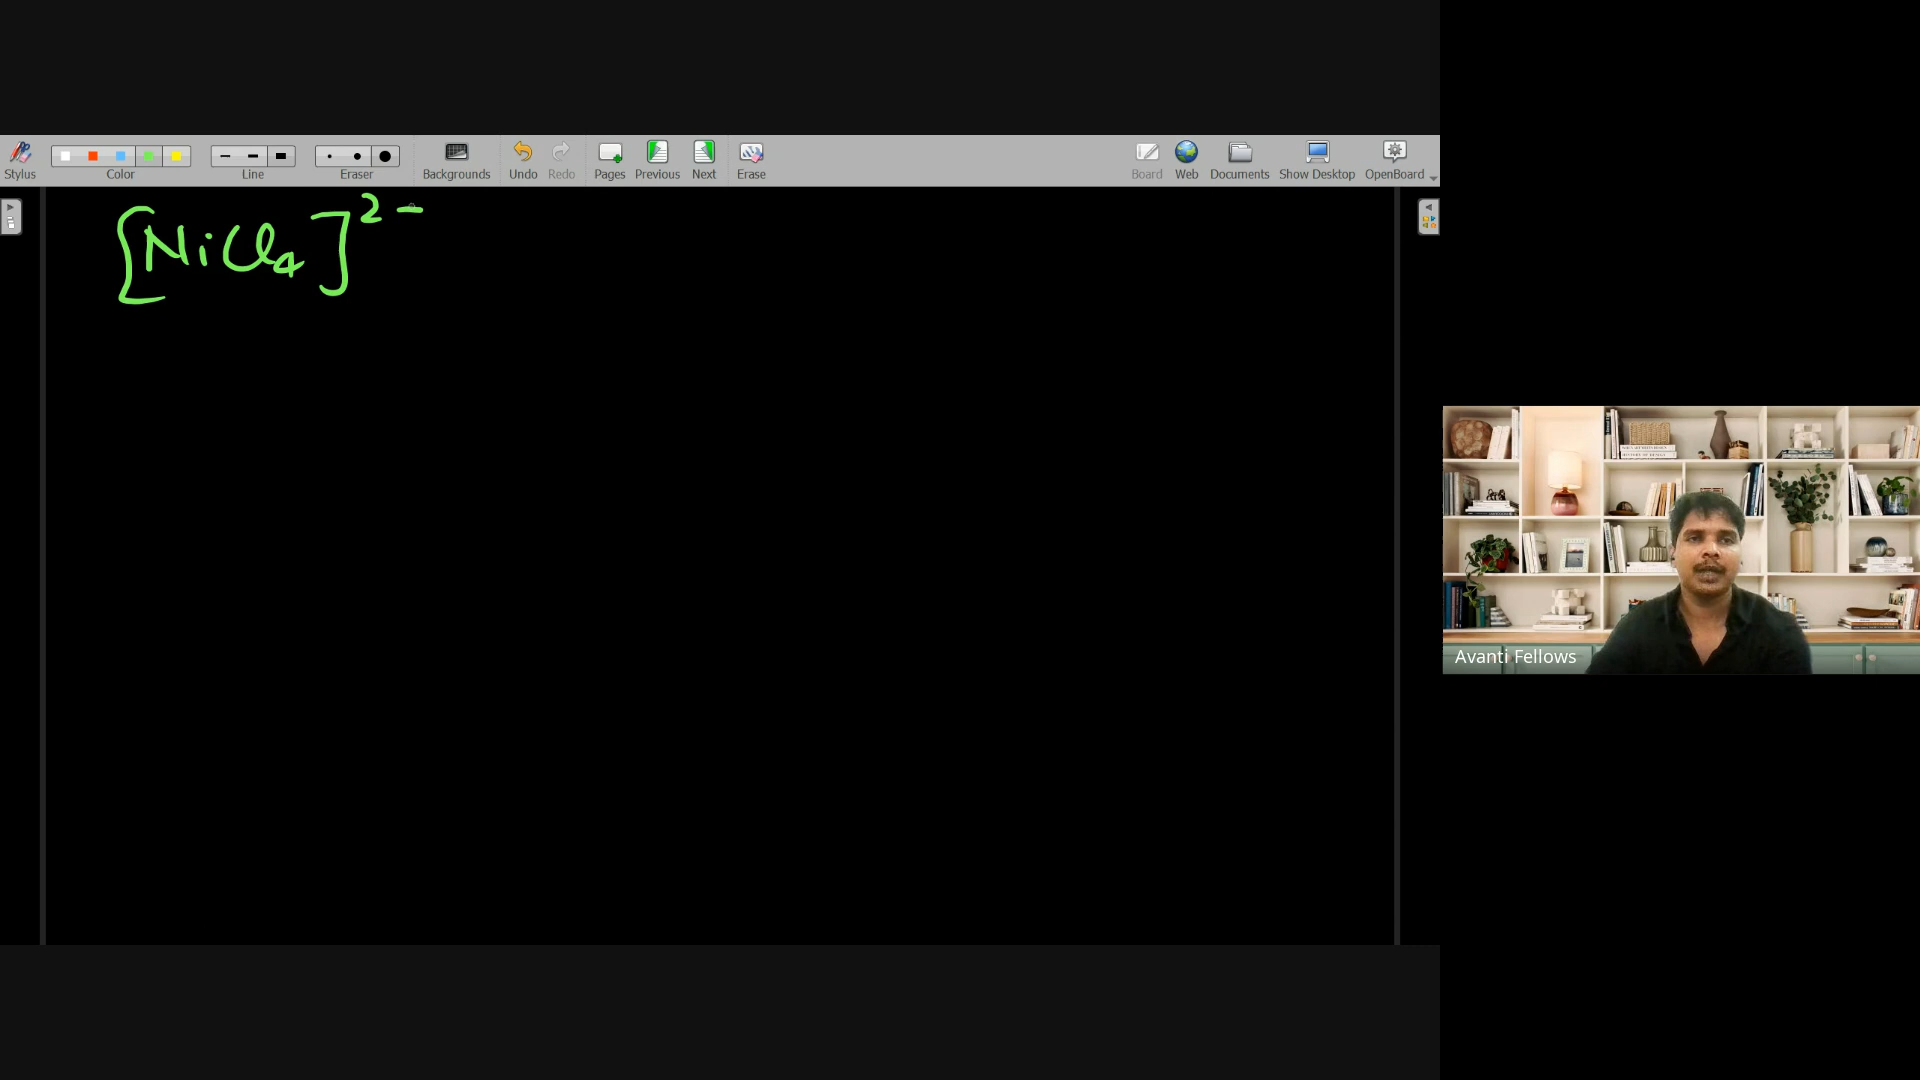 Stylus
Color
Line
Eraser
Backgrounds
Undo
Redo
Pages
Previous
Next
Erase
Board
Web
Documents
Show Desktop
OpenBoard
[NiCl₄]²⁻
Avanti Fellows